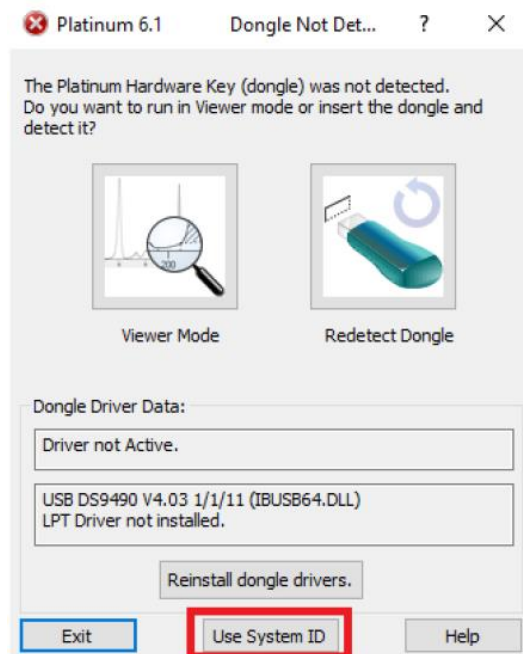 Platinum 6.1 Dongle Not Det... ?
The Platinum Hardware Key (dongle) was not detected.
Do you want to run in Viewer mode or insert the dongle and
detect it?
200
Viewer Mode Redetect Dongle
Dongle Driver Data:
Driver not Active.
USB DS9490 V4.03 1/1/11 (IBUSB64.DLL)
LPT Driver not installed.
Reinstall dongle drivers.
Exit Use System ID Help